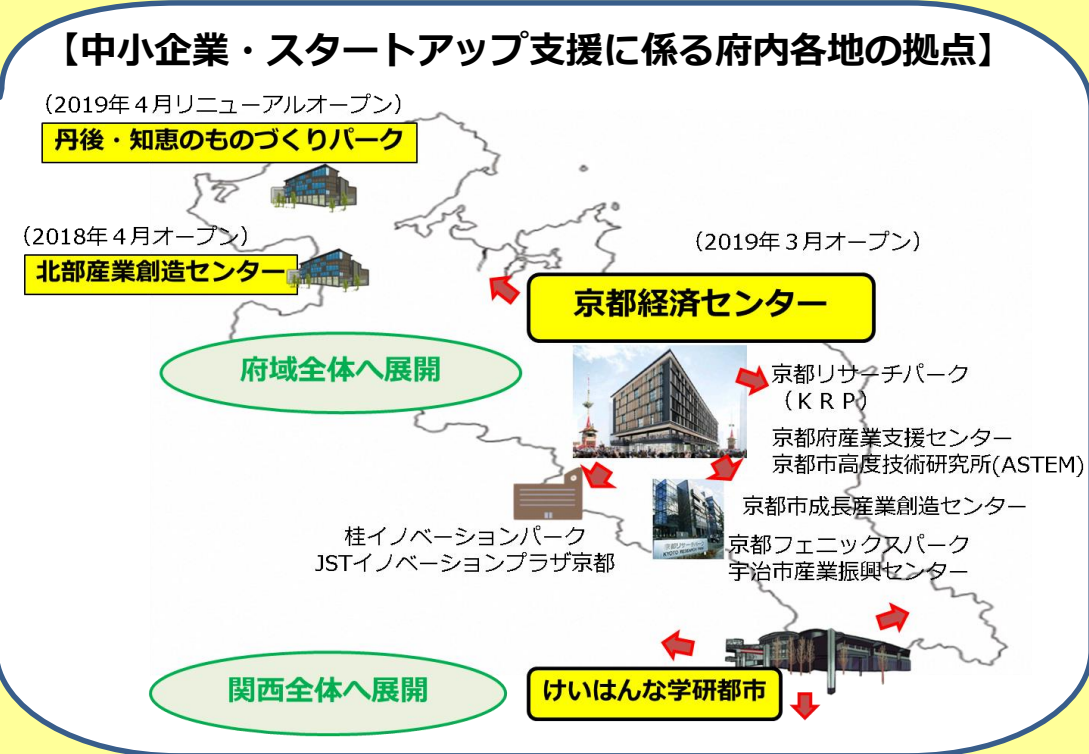 【中小企業・スタートアップ支援に係る府内各地の拠点】
（2019年４月リニューアルオープン）
丹後・知恵のものづくりパーク
（2018年４月オープン）
北部産業創造センター
（2019年３月オープン）
京都経済センター
府域全体へ展開
京都リサーチパーク
（ＫＲＰ）
京都府産業支援センター
京都市高度技術研究所(ASTEM)
京都市成長産業創造センター
桂イノベーションパーク
JSTイノベーションプラザ京都
京都リサーチパーク
京都フェニックスパーク
宇治市産業振興センター
関西全体へ展開
けいはんな学研都市